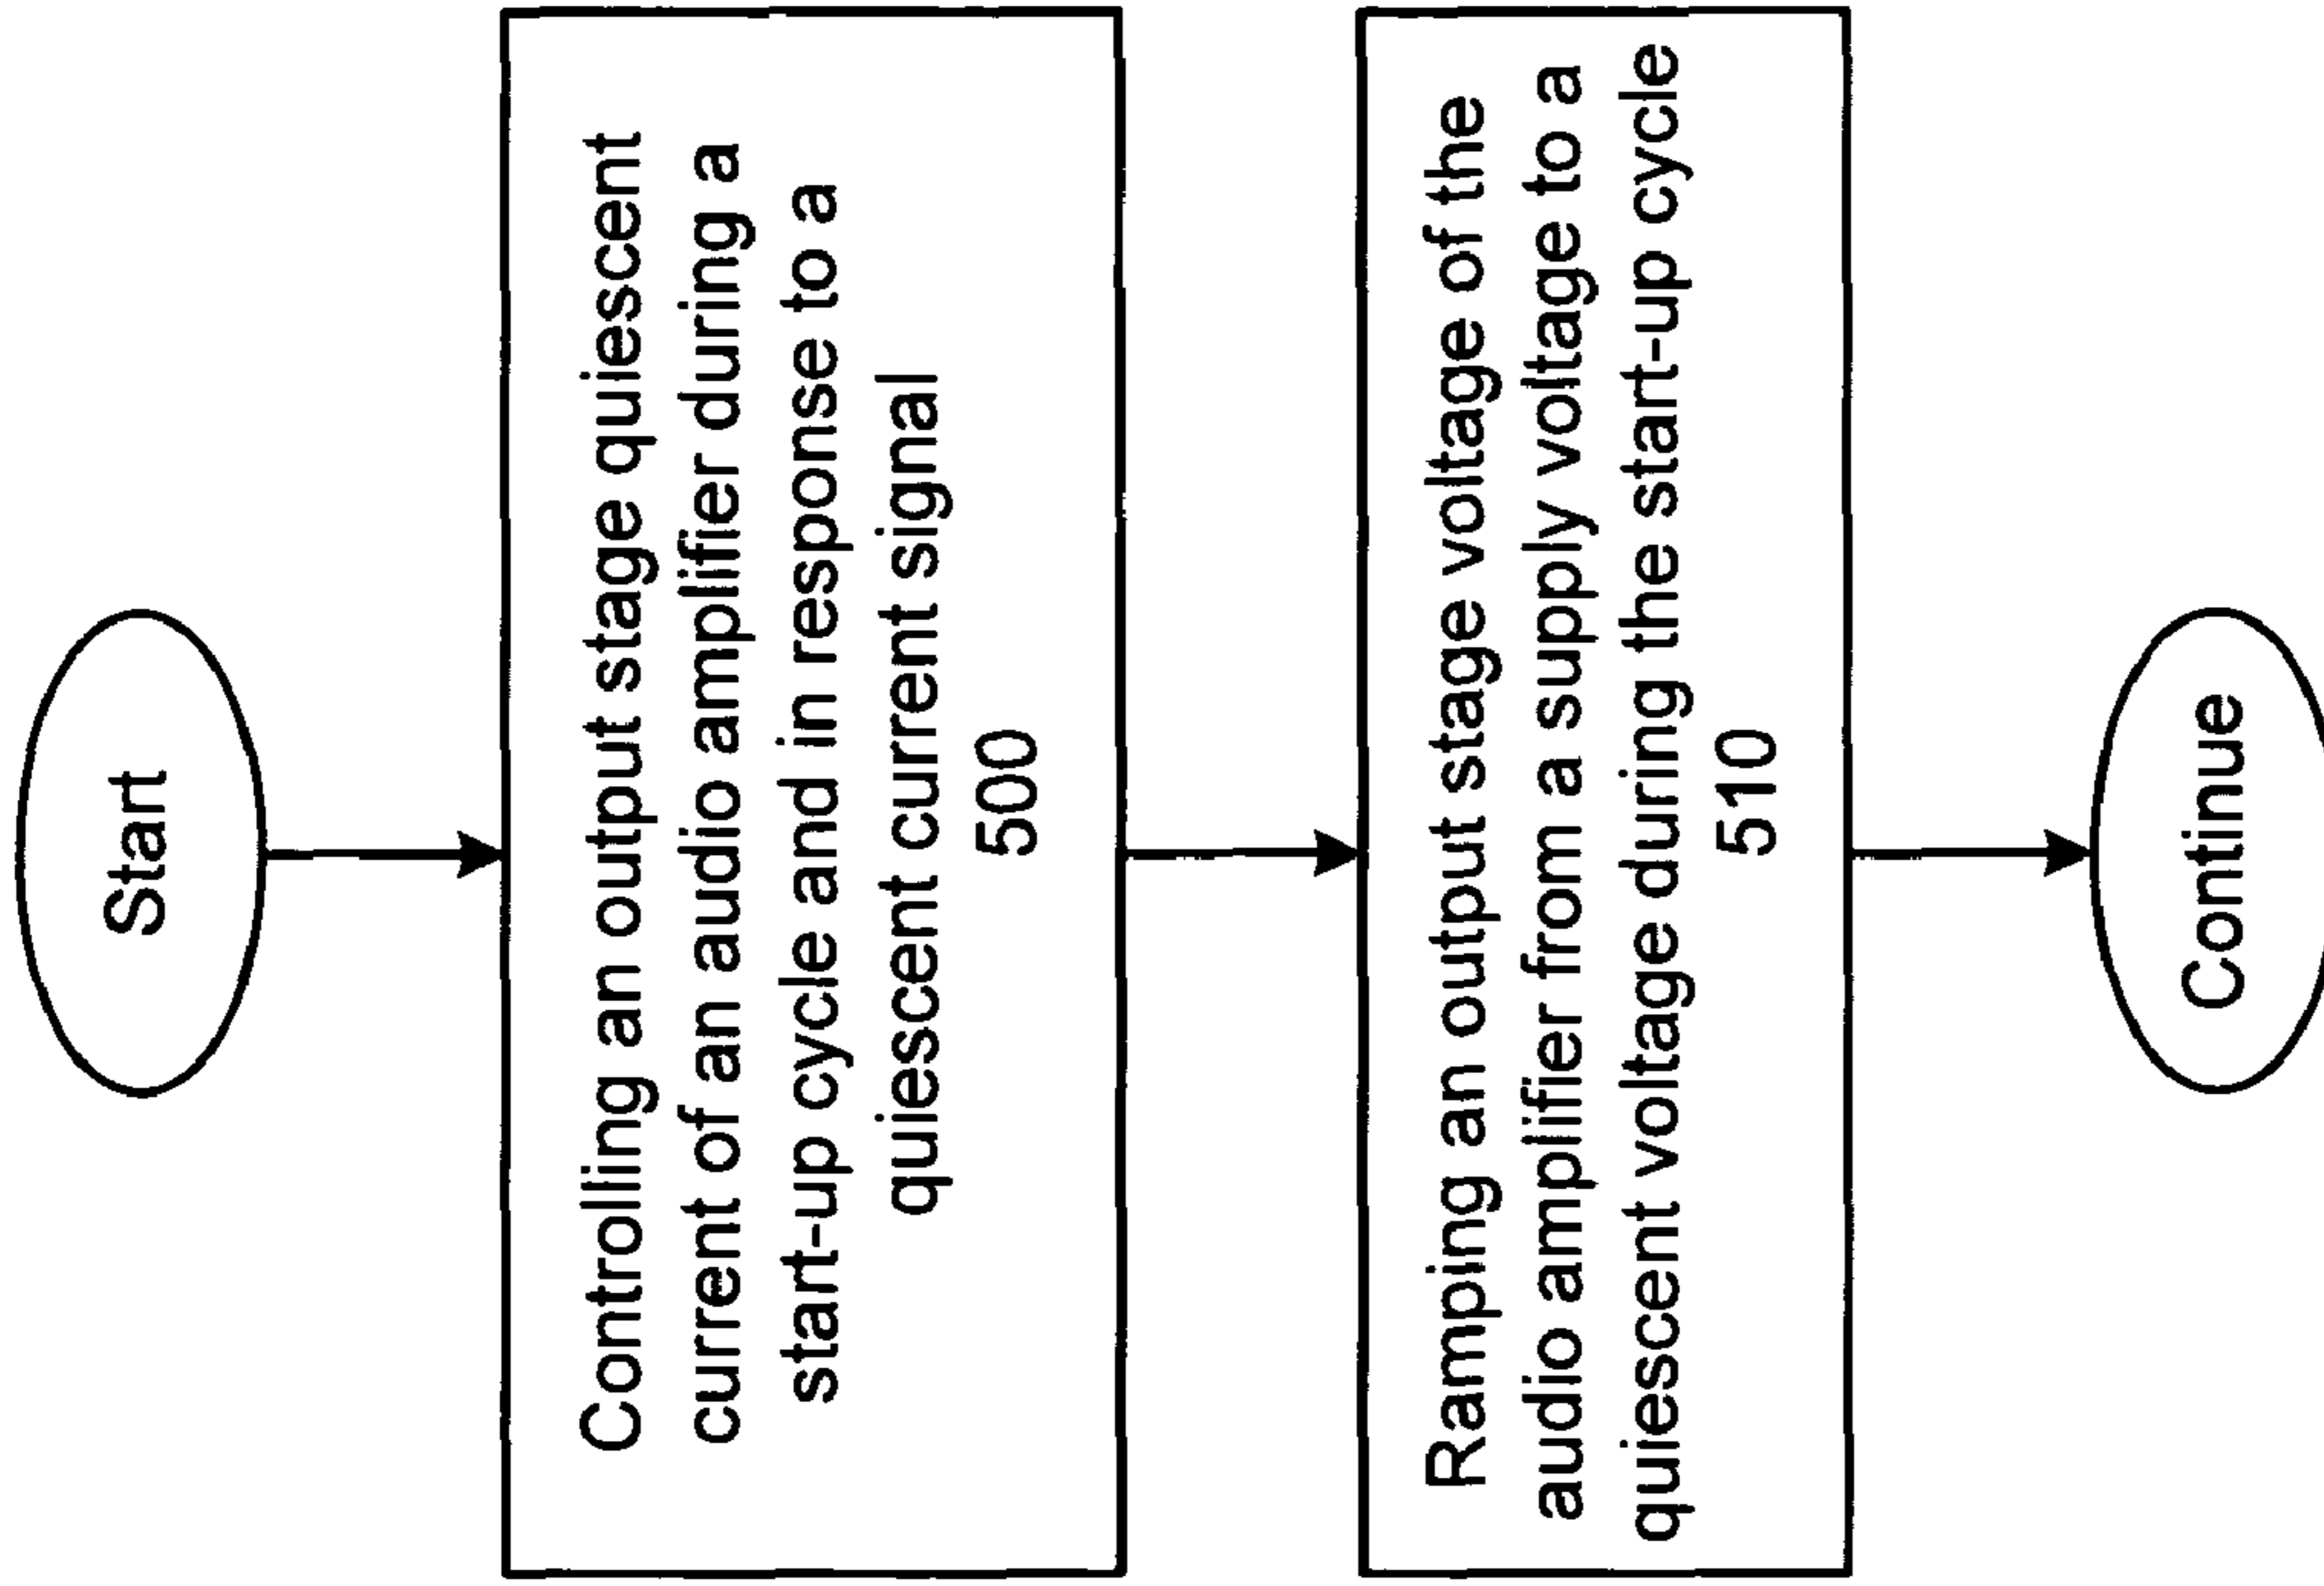 Start
Controlling an output stage quiescent
current of an audio amplifier during a
start-up cycle and in response to a
quiescent current signal
500
Ramping an output stage voltage of the
audio amplifier from a supply voltage to a
quiescent voltage during the start-up cycle
510
Continue